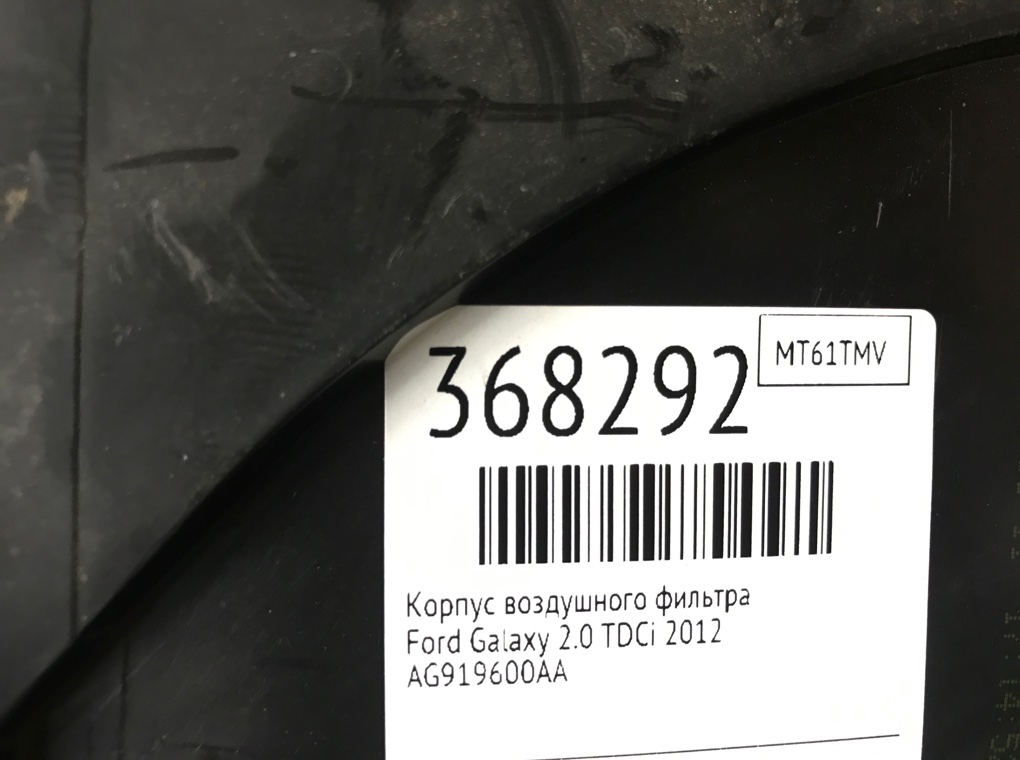 368292
MT61TMV
Корпус воздушного фильтра
Ford Galaxy 2.0 TDCi 2012
AG919600AA